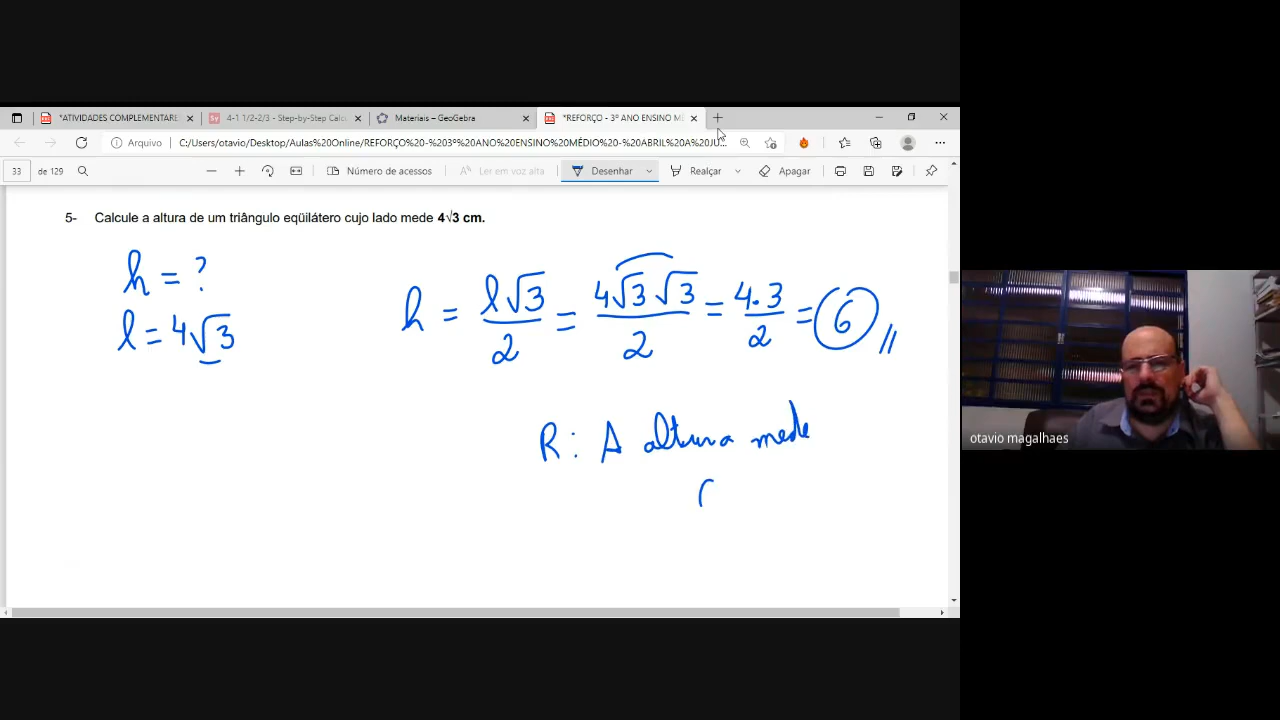 *ATIVIDADES COMPLEMENTARE
4-1 1/2-2/3 - Step-by-Step Calc
Materiais – GeoGebra
*REFORÇO - 3º ANO ENSINO MÉ
Arquivo
C:/Users/otavio/Desktop/Aulas%20Online/REFORÇO%20-%203º%20ANO%20ENSINO%20MÉDIO%20-%20ABRIL%20A%20JU...
33 de 129
Número de acessos
Ler em voz alta
Desenhar
Realçar
Apagar
5- Calcule a altura de um triângulo eqüilátero cujo lado mede 4√3 cm.
h = ?
l = 4√3
h = l√3/2 = 4√3 √3/2 = 4.3/2 = 6 //
R: A altura mede
otavio magalhaes